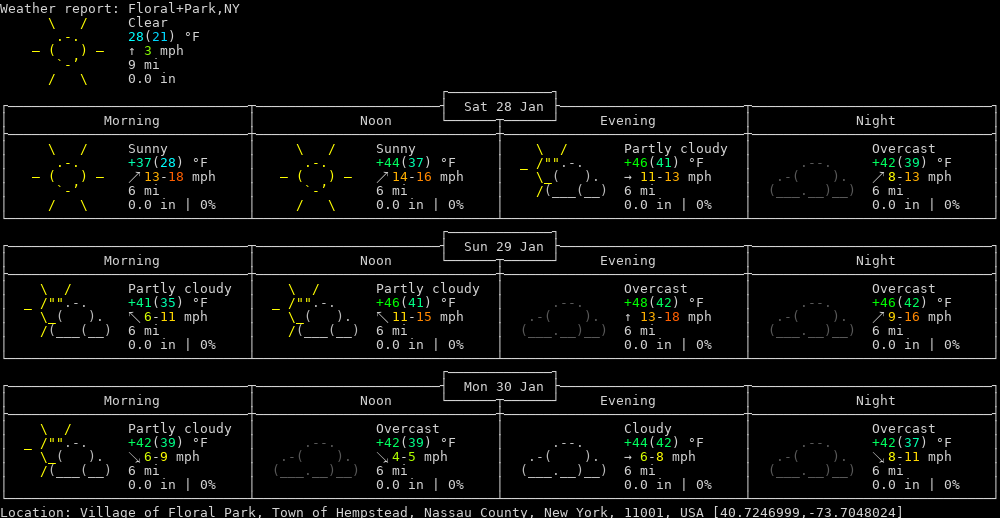 Weather report: Floral+Park,NY
Clear
28(21) °F
↑ 3 mph
9 mi
0.0 in
Sat 28 Jan
Morning Noon Evening Night
Sunny Sunny Partly cloudy Overcast
+37(28) °F +44(37) °F +46(41) °F +42(39) °F
↗ 13-18 mph ↗ 14-16 mph → 11-13 mph ↗ 8-13 mph
6 mi 6 mi 6 mi 6 mi
0.0 in | 0% 0.0 in | 0% 0.0 in | 0% 0.0 in | 0%
Sun 29 Jan
Morning Noon Evening Night
Partly cloudy Partly cloudy Overcast Overcast
+41(35) °F +46(41) °F +48(42) °F +46(42) °F
↖ 6-11 mph ↖ 11-15 mph ↑ 13-18 mph ↗ 9-16 mph
6 mi 6 mi 6 mi 6 mi
0.0 in | 0% 0.0 in | 0% 0.0 in | 0% 0.0 in | 0%
Mon 30 Jan
Morning Noon Evening Night
Partly cloudy Overcast Cloudy Overcast
+42(39) °F +42(39) °F +44(42) °F +42(37) °F
↘ 6-9 mph ↘ 4-5 mph → 6-8 mph ↘ 8-11 mph
6 mi 6 mi 6 mi 6 mi
0.0 in | 0% 0.0 in | 0% 0.0 in | 0% 0.0 in | 0%
Location: Village of Floral Park, Town of Hempstead, Nassau County, New York, 11001, USA [40.7246999,-73.7048024]